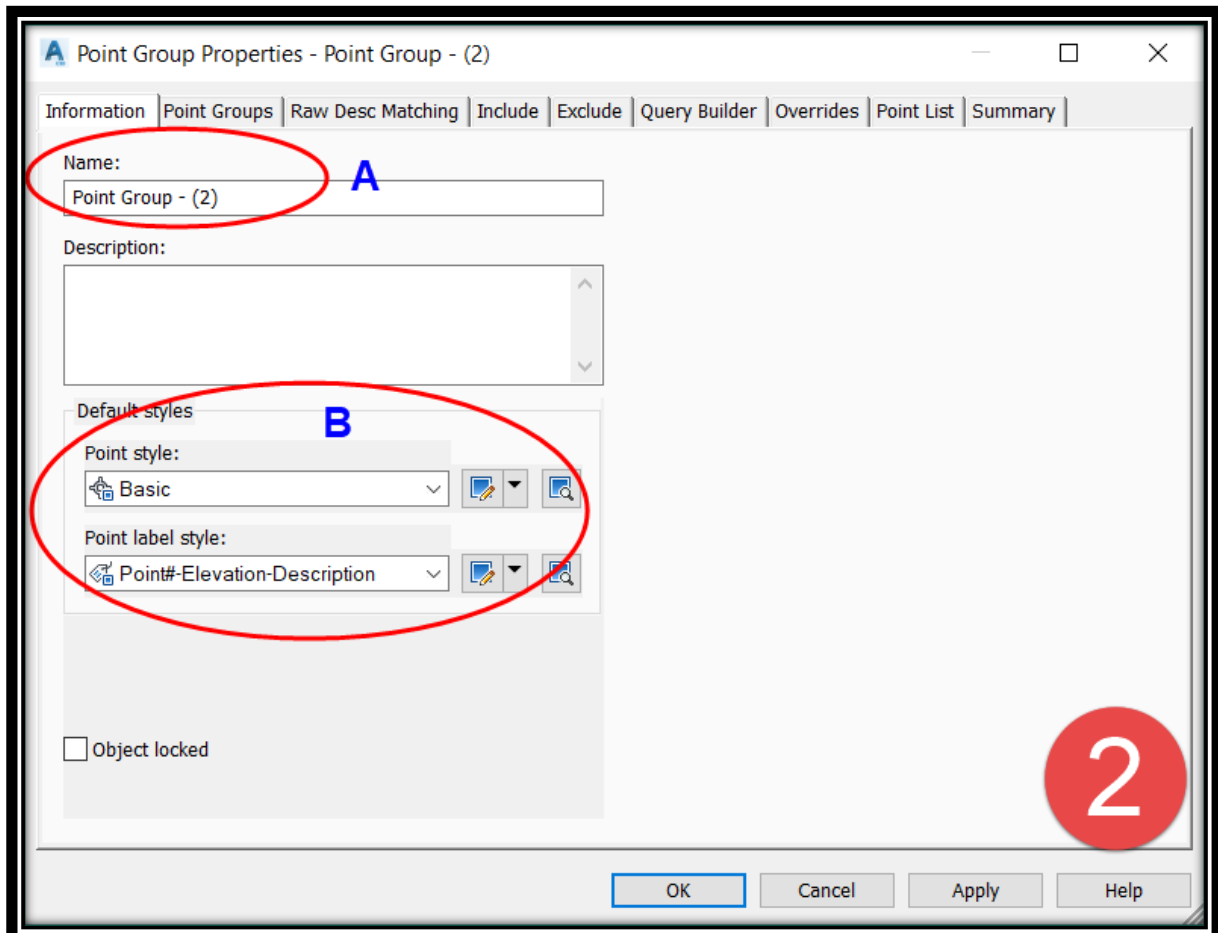 Point Group Properties - Point Group - (2)
Information Point Groups Raw Desc Matching Include Exclude Query Builder Overrides Point List Summary
Name:
A
Point Group - (2)
Description:
Default styles
B
Point style:
Basic
Point label style:
Point#-Elevation-Description
Object locked
2
OK Cancel Apply Help